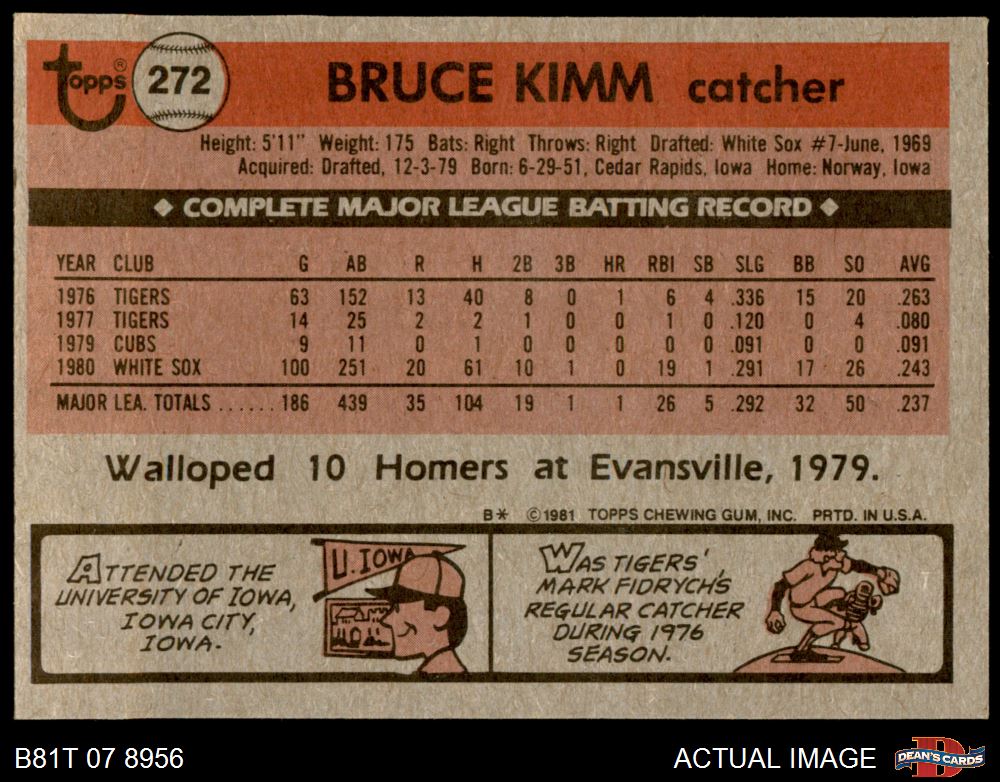 topps®
272
BRUCE KIMM catcher
Height: 5'11" Weight: 175 Bats: Right Throws: Right Drafted: White Sox #7-June, 1969
Acquired: Drafted, 12-3-79 Born: 6-29-51, Cedar Rapids, Iowa Home: Norway, Iowa
◆ COMPLETE MAJOR LEAGUE BATTING RECORD ◆
YEAR CLUB G AB R H 2B 3B HR RBI SB SLG BB SO AVG
1976 TIGERS 63 152 13 40 8 0 1 6 4 .336 15 20 .263
1977 TIGERS 14 25 2 2 1 0 0 1 0 .120 0 4 .080
1979 CUBS 9 11 0 1 0 0 0 0 0 .091 0 0 .091
1980 WHITE SOX 100 251 20 61 10 1 0 19 1 .291 17 26 .243
MAJOR LEA. TOTALS ...... 186 439 35 104 19 1 1 26 5 .292 32 50 .237
Walloped 10 Homers at Evansville, 1979.
B* ©1981 TOPPS CHEWING GUM, INC. PRTD. IN U.S.A.
ATTENDED THE
UNIVERSITY OF IOWA,
IOWA CITY,
IOWA.
U. IOWA
WAS TIGERS'
MARK FIDRYCH'S
REGULAR CATCHER
DURING 1976
SEASON.
B81T 07 8956
ACTUAL IMAGE
D
DEAN'S CARDS